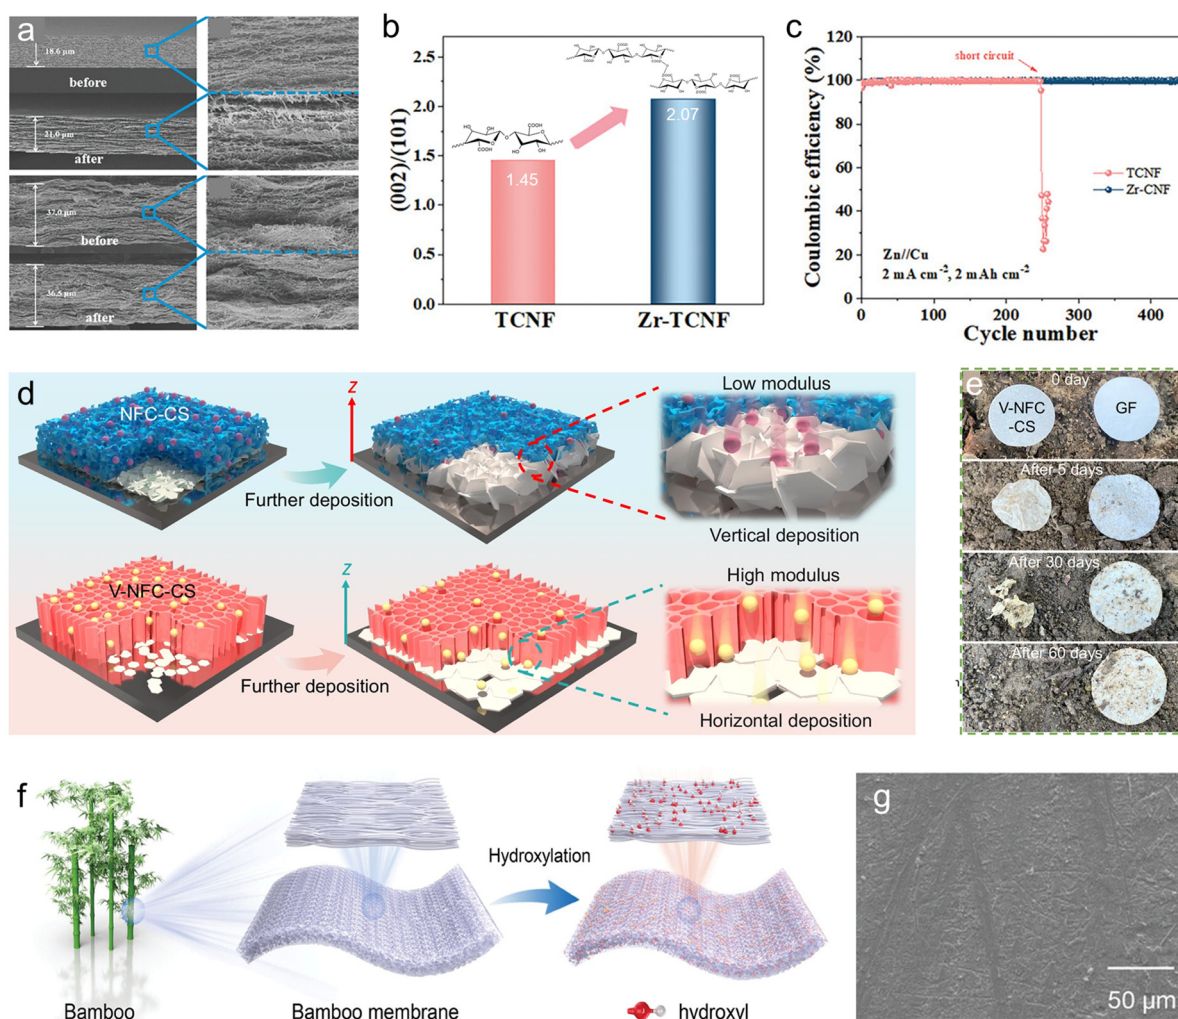 a
18.6 μm
before
21.0 μm
after
37.0 μm
before
36.5 μm
after
b
(002)/(101)
2.5
2.0
1.5
1.0
0.5
0.0
1.45
2.07
TCNF
Zr-TCNF
c
Coulombic efficiency (%)
120
100
80
60
40
20
0
short circuit
TCNF
Zr-CNF
Zn//Cu
2 mA cm⁻², 2 mAh cm⁻²
0
100
200
300
400
Cycle number
d
NFC-CS
z
Further deposition
Low modulus
Vertical deposition
V-NFC-CS
z
Further deposition
High modulus
Horizontal deposition
e
0 day
V-NFC
-CS
GF
After 5 days
After 30 days
After 60 days
f
Hydroxylation
Bamboo
Bamboo membrane
hydroxyl
g
50 μm